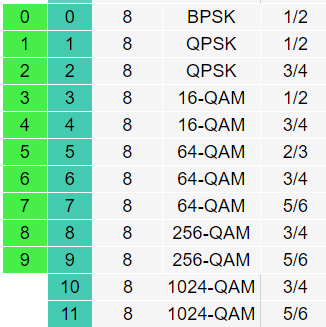 0 0 8 BPSK 1/2
1 1 8 QPSK 1/2
2 2 8 QPSK 3/4
3 3 8 16-QAM 1/2
4 4 8 16-QAM 3/4
5 5 8 64-QAM 2/3
6 6 8 64-QAM 3/4
7 7 8 64-QAM 5/6
8 8 8 256-QAM 3/4
9 9 8 256-QAM 5/6
10 8 1024-QAM 3/4
11 8 1024-QAM 5/6